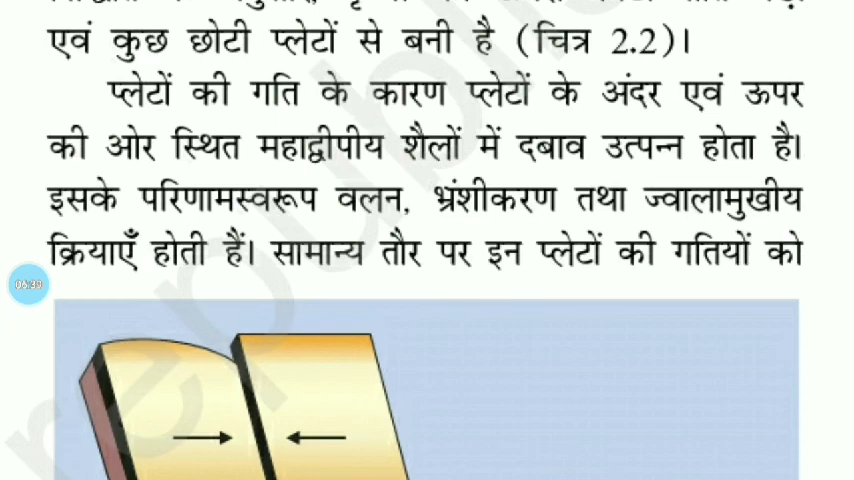 एवं कुछ छोटी प्लेटों से बनी है (चित्र 2.2)।
प्लेटों की गति के कारण प्लेटों के अंदर एवं ऊपर
की ओर स्थित महाद्वीपीय शैलों में दबाव उत्पन्न होता है।
इसके परिणामस्वरूप वलन, भ्रंशीकरण तथा ज्वालामुखीय
क्रियाएँ होती हैं। सामान्य तौर पर इन प्लेटों की गतियों को
06:30
republi